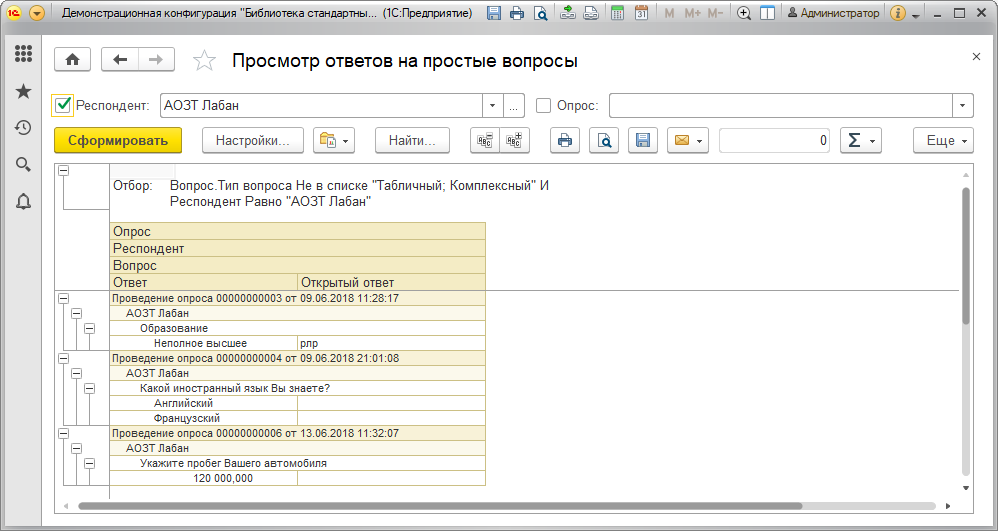 Демонстрационная конфигурация "Библиотека стандартны... (1С:Предприятие)
M M+ M- Администратор
Просмотр ответов на простые вопросы
Респондент: АОЗТ Лабан ... Опрос:
Сформировать Настройки... Найти... 0 Σ Еще
Отбор: Вопрос.Тип вопроса Не в списке "Табличный; Комплексный" И
Респондент Равно "АОЗТ Лабан"
Опрос
Респондент
Вопрос
Ответ Открытый ответ
Проведение опроса 00000000003 от 09.06.2018 11:28:17
АОЗТ Лабан
Образование
Неполное высшее рлр
Проведение опроса 00000000004 от 09.06.2018 21:01:08
АОЗТ Лабан
Какой иностранный язык Вы знаете?
Английский
Французский
Проведение опроса 00000000006 от 13.06.2018 11:32:07
АОЗТ Лабан
Укажите пробег Вашего автомобиля
120 000,000